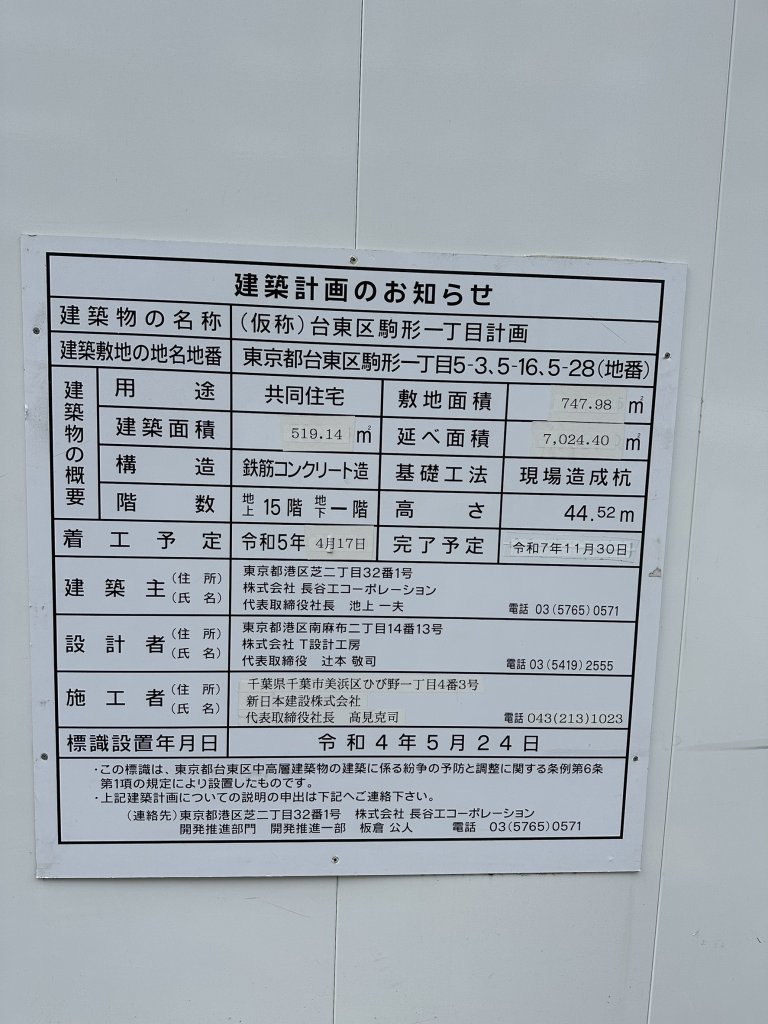 建築計画のお知らせ
建築物の名称 (仮称)台東区駒形一丁目計画
建築敷地の地名地番 東京都台東区駒形一丁目5-3、5-16、5-28(地番)
建築物の概要
用途 共同住宅 敷地面積 747.98 ㎡
建築面積 519.14 ㎡ 延べ面積 7,024.40 ㎡
構造 鉄筋コンクリート造 基礎工法 現場造成杭
階数 地上 15階 地下 一階 高さ 44.52m
着工予定 令和5年 4月17日 完了予定 令和7年11月30日
建築主 (住所) 東京都港区芝二丁目32番1号
(氏名) 株式会社 長谷工コーポレーション
代表取締役社長 池上 一夫 電話 03(5765)0571
設計者 (住所) 東京都港区南麻布二丁目14番13号
(氏名) 株式会社 T設計工房
代表取締役 辻本 敬司 電話 03(5419)2555
施工者 (住所) 千葉県千葉市美浜区ひび野一丁目4番3号
(氏名) 新日本建設株式会社
代表取締役社長 髙見克司 電話 043(213)1023
標識設置年月日 令和4年5月24日
・この標識は、東京都台東区中高層建築物の建築に係る紛争の予防と調整に関する条例第6条
第1項の規定により設置したものです。
・上記建築計画についての説明の申出は下記へご連絡下さい。
(連絡先)東京都港区芝二丁目32番1号 株式会社 長谷工コーポレーション
開発推進部門 開発推進一部 板倉 公人 電話 03(5765)0571